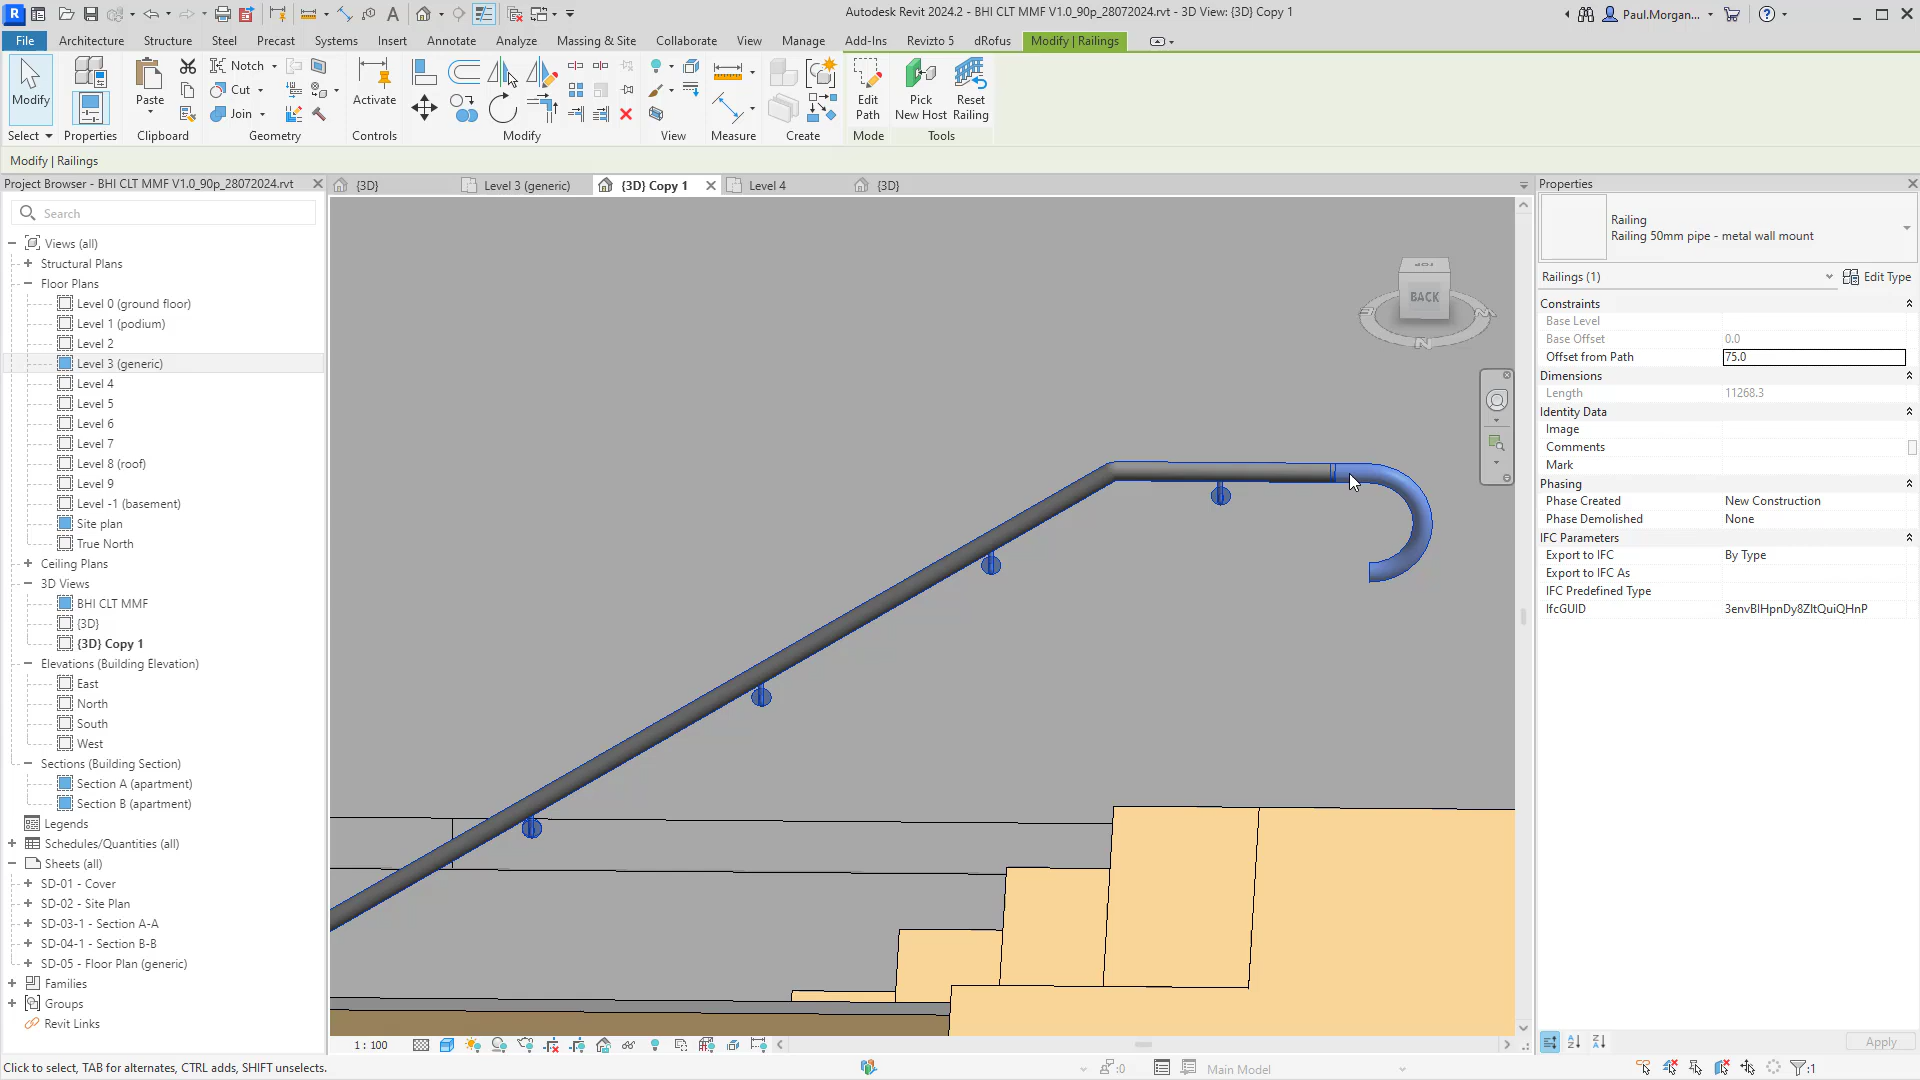 Autodesk Revit 2024.2 - BHI CLT MMF V1.0_90p_28072024.rvt - 3D View: {3D} Copy 1
Paul.Morgan...
File Architecture Structure Steel Precast Systems Insert Annotate Analyze Massing & Site Collaborate View Manage Add-Ins Revizto 5 dRofus Modify | Railings
Modify
Select
Properties
Paste
Clipboard
Notch
Cut
Join
Geometry
Activate
Controls
Modify
View
Measure
Create
Edit
Path
Mode
Pick
New Host
Reset
Railing
Tools
Modify | Railings
Project Browser - BHI CLT MMF V1.0_90p_28072024.rvt
Search
Views (all)
Structural Plans
Floor Plans
Level 0 (ground floor)
Level 1 (podium)
Level 2
Level 3 (generic)
Level 4
Level 5
Level 6
Level 7
Level 8 (roof)
Level 9
Level -1 (basement)
Site plan
True North
Ceiling Plans
3D Views
BHI CLT MMF
{3D}
{3D} Copy 1
Elevations (Building Elevation)
East
North
South
West
Sections (Building Section)
Section A (apartment)
Section B (apartment)
Legends
Schedules/Quantities (all)
Sheets (all)
SD-01 - Cover
SD-02 - Site Plan
SD-03-1 - Section A-A
SD-04-1 - Section B-B
SD-05 - Floor Plan (generic)
Families
Groups
Revit Links
{3D} Level 3 (generic) {3D} Copy 1 Level 4 {3D}
TOP
BACK
N
1 : 100
Properties
Railing
Railing 50mm pipe - metal wall mount
Railings (1) Edit Type
Constraints
Base Level
Base Offset 0.0
Offset from Path 75.0
Dimensions
Length 11268.3
Identity Data
Image
Comments
Mark
Phasing
Phase Created New Construction
Phase Demolished None
IFC Parameters
Export to IFC By Type
Export to IFC As
IFC Predefined Type
IfcGUID 3envBIHpnDy8ZItQuiQHnP
Apply
Click to select, TAB for alternates, CTRL adds, SHIFT unselects.
:0
Main Model
:1